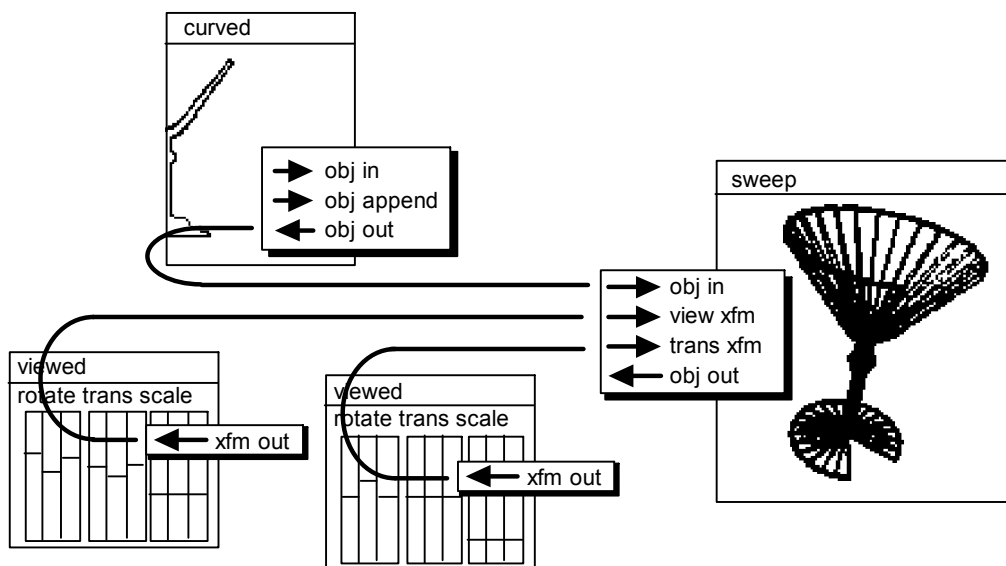 curved
obj in
obj append
obj out
sweep
obj in
view xfm
trans xfm
obj out
viewed
rotate trans scale
xfm out
viewed
rotate trans scale
xfm out